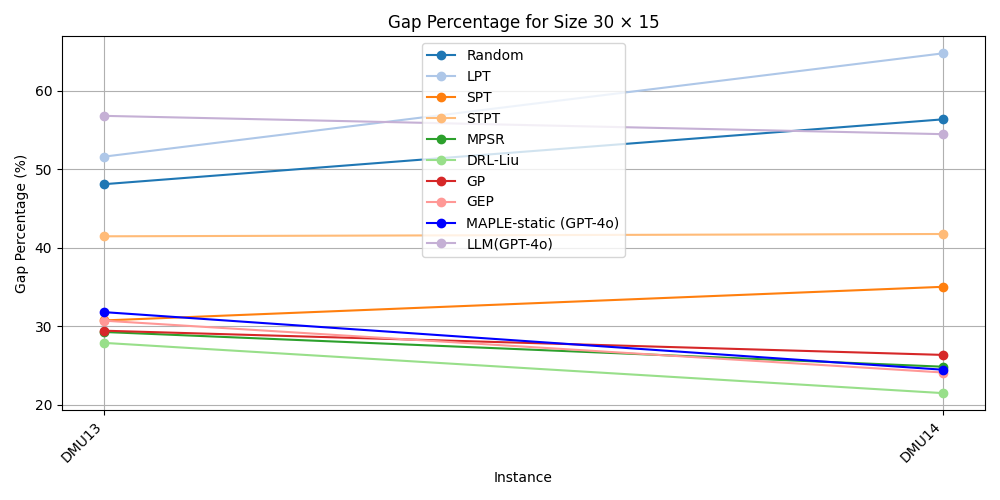 Gap Percentage for Size 30 × 15
Gap Percentage (%)
60
50
40
30
20
Random
LPT
SPT
STPT
MPSR
DRL-Liu
GP
GEP
MAPLE-static (GPT-4o)
LLM(GPT-4o)
DMU13
DMU14
Instance